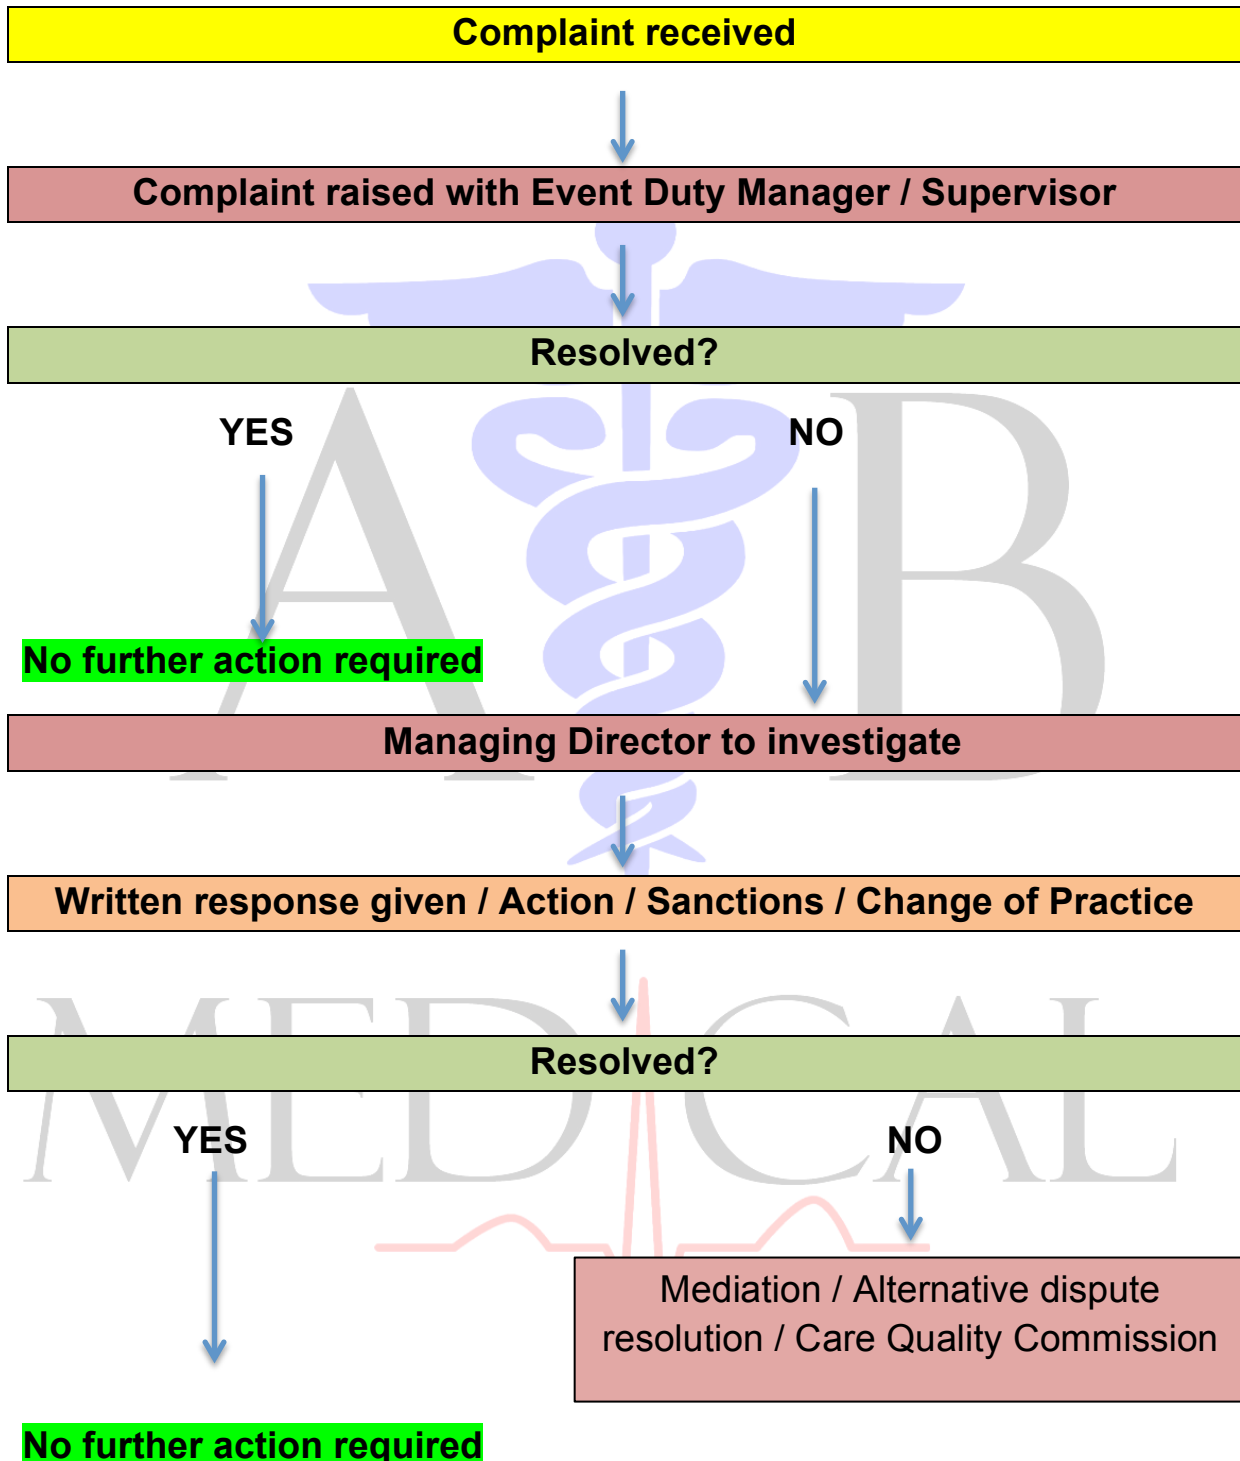 Complaint received
Complaint raised with Event Duty Manager / Supervisor
Resolved?
YES
NO
No further action required
Managing Director to investigate
Written response given / Action / Sanctions / Change of Practice
Resolved?
YES
NO
Mediation / Alternative dispute
resolution / Care Quality Commission
No further action required
A B
MEDICAL